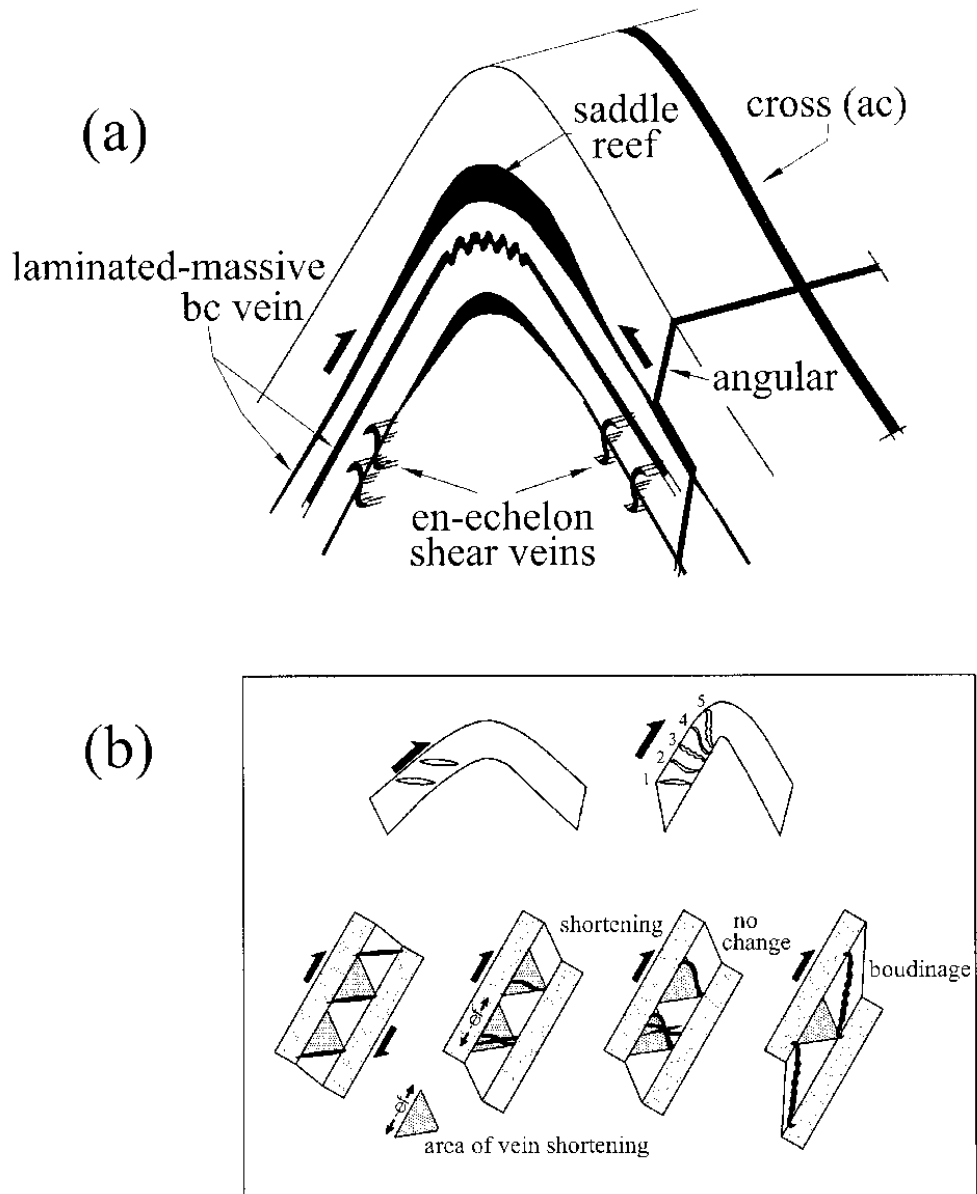 (a)
saddle
reef
cross (ac)
laminated-massive
bc vein
angular
en-echelon
shear veins
(b)
5
4
3
2
1
shortening
no
change
boudinage
area of vein shortening